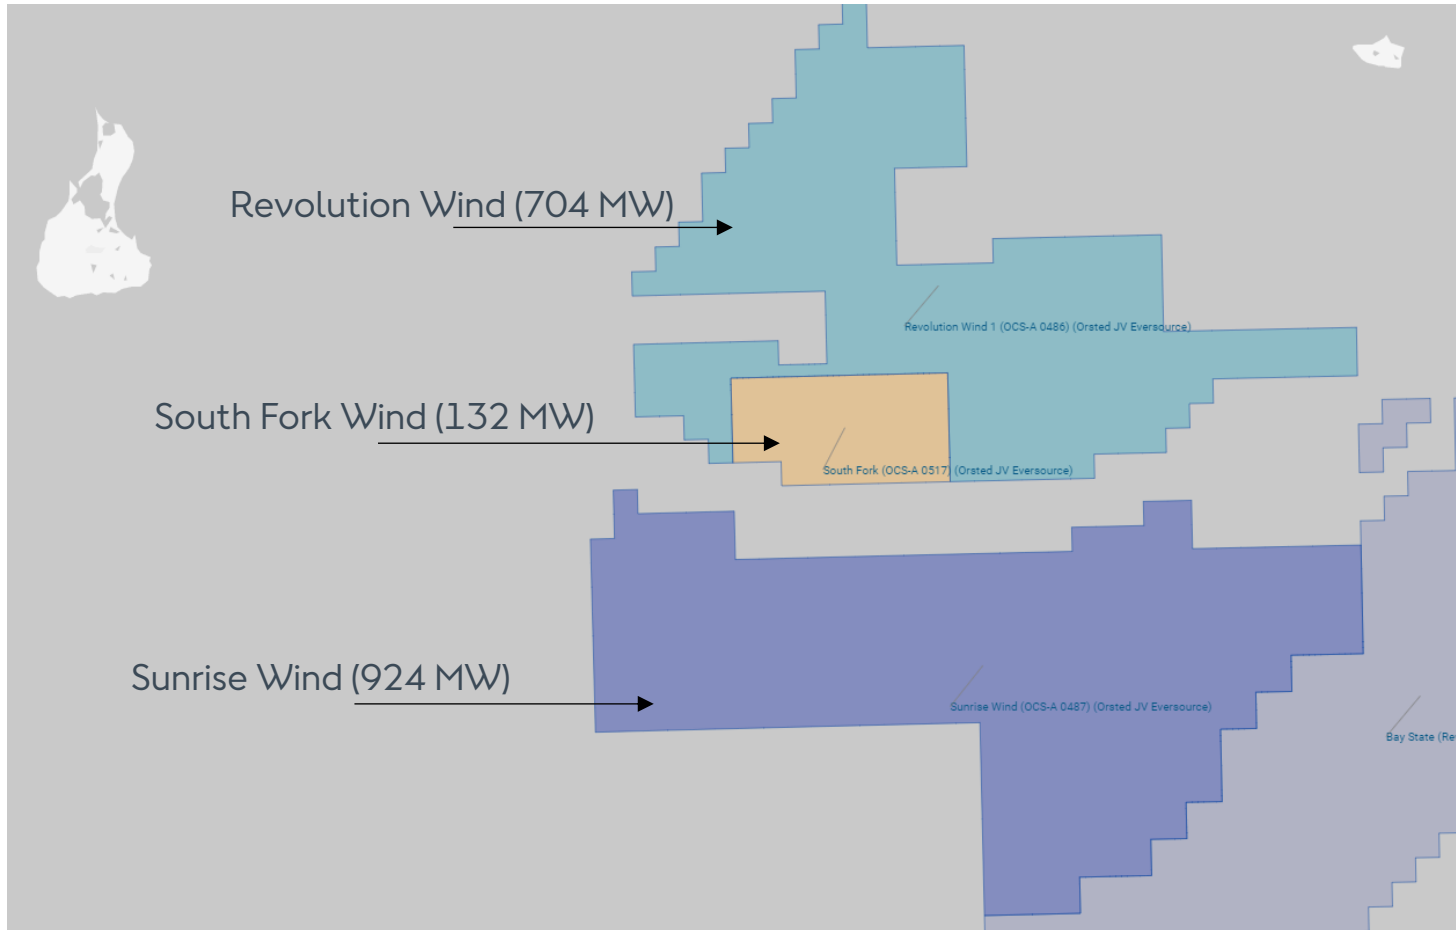 Revolution Wind (704 MW)
Revolution Wind 1 (OCS-A 0486) (Orsted JV Eversource)
South Fork Wind (132 MW)
South Fork (OCS-A 0517) (Orsted JV Eversource)
Sunrise Wind (924 MW)
Sunrise Wind (OCS-A 0487) (Orsted JV Eversource)
Bay State (Re